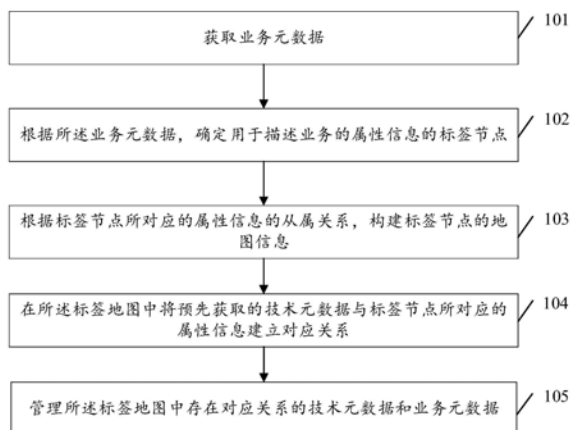 获取业务元数据
101
根据所述业务元数据，确定用于描述业务的属性信息的标签节点
102
根据标签节点所对应的属性信息的从属关系，构建标签节点的地
图信息
103
在所述标签地图中将预先获取的技术元数据与标签节点所对应的
属性信息建立对应关系
104
管理所述标签地图中存在对应关系的技术元数据和业务元数据
105